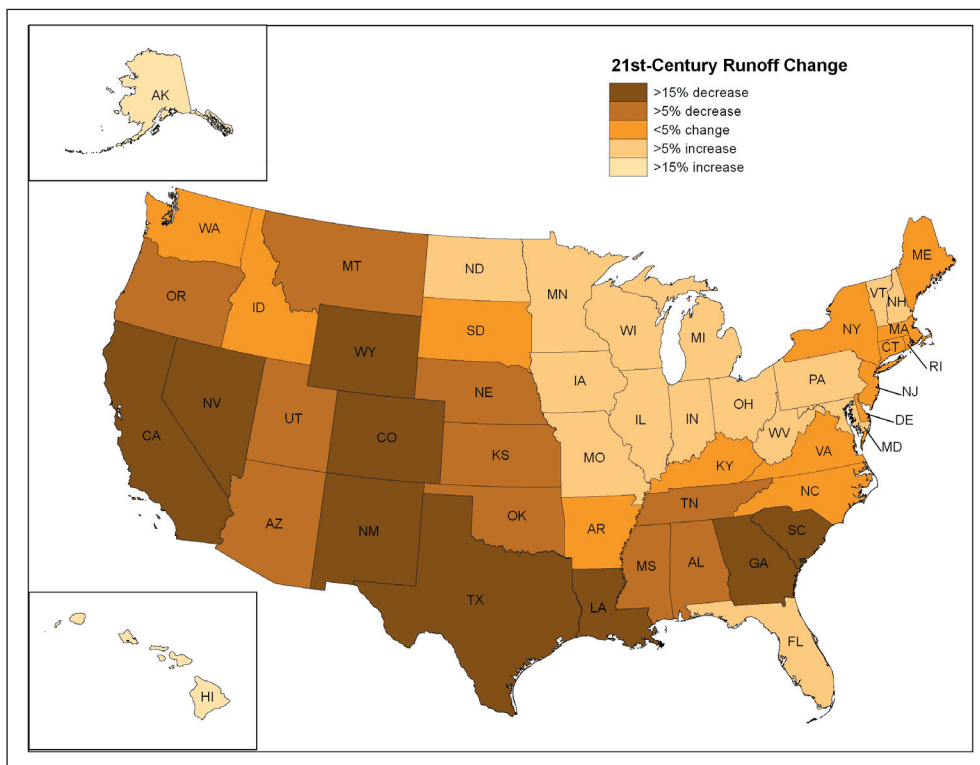 AK
21st-Century Runoff Change
>15% decrease
>5% decrease
<5% change
>5% increase
>15% increase
WA
MT
ND
MN
ME
OR
ID
SD
WI
MI
NY
VT
NH
MA
CT
RI
WY
NE
IA
PA
NJ
NV
UT
CO
IL
IN
OH
WV
DE
MD
CA
KS
MO
KY
VA
AZ
NM
OK
AR
TN
NC
SC
TX
LA
MS
AL
GA
FL
HI